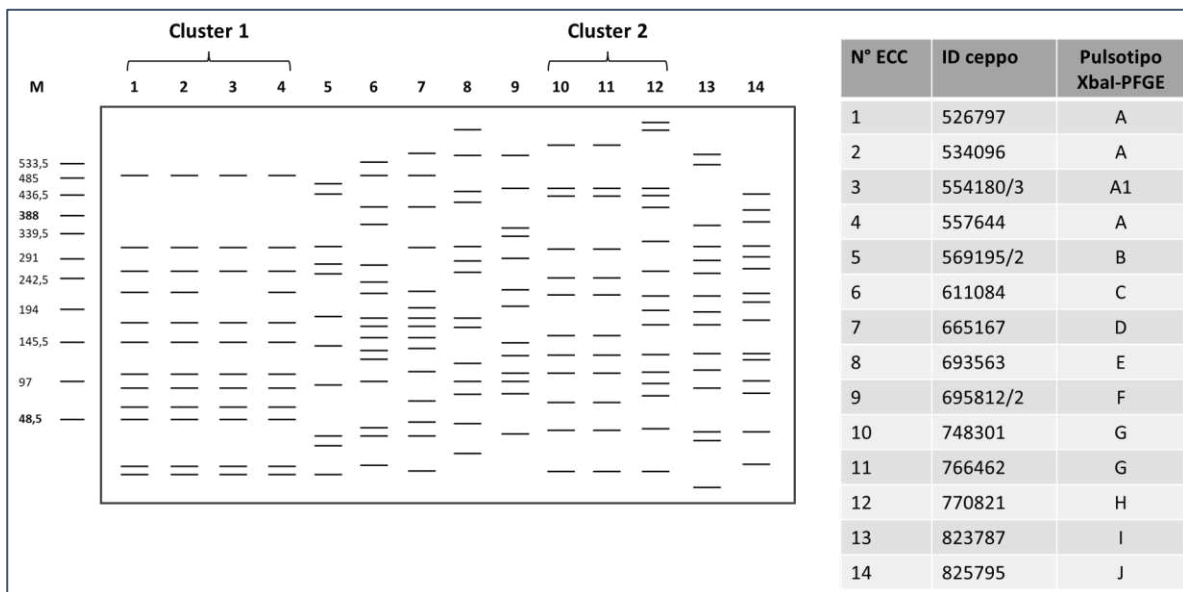 Cluster 1
Cluster 2
M 1 2 3 4 5 6 7 8 9 10 11 12 13 14
533,5
485
436,5
388
339,5
291
242,5
194
145,5
97
48,5
N° ECC ID ceppo Pulsotipo
XbaI-PFGE
1 526797 A
2 534096 A
3 554180/3 A1
4 557644 A
5 569195/2 B
6 611084 C
7 665167 D
8 693563 E
9 695812/2 F
10 748301 G
11 766462 G
12 770821 H
13 823787 I
14 825795 J